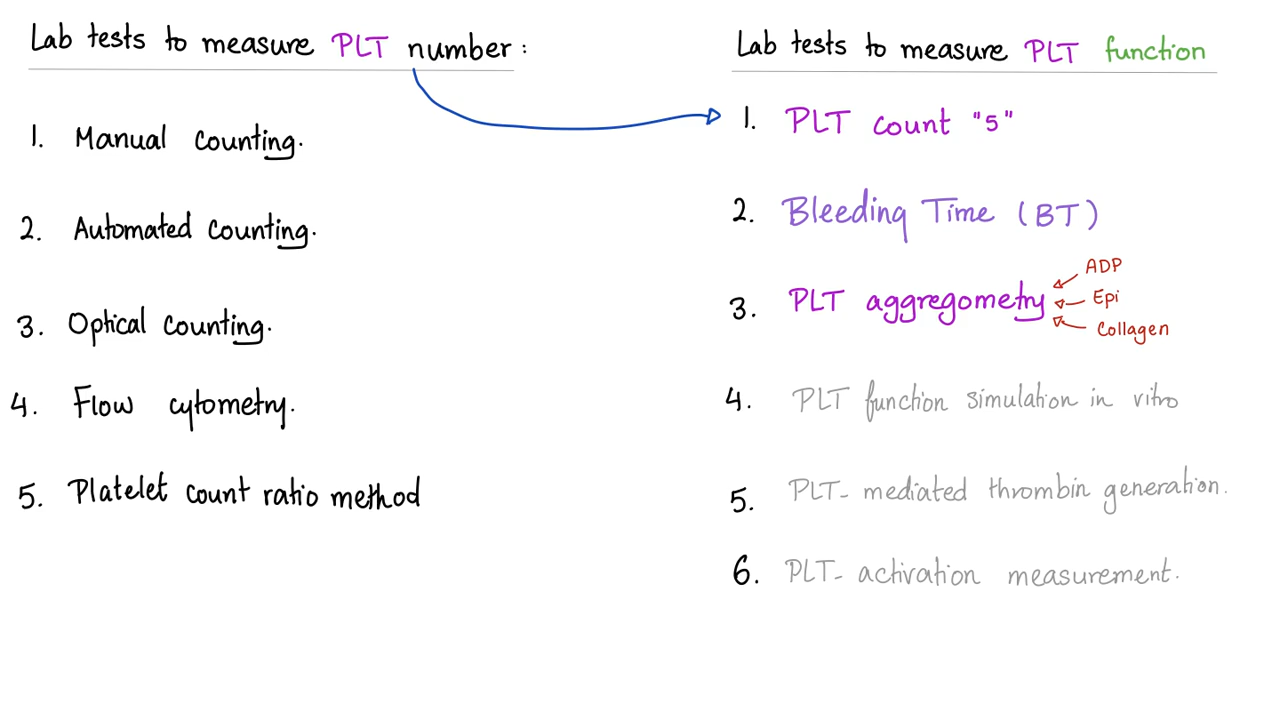 Lab tests to measure PLT number:
1. Manual counting.
2. Automated counting.
3. Optical counting.
4. Flow cytometry.
5. Platelet count ratio method
Lab tests to measure PLT function
1. PLT count "5"
2. Bleeding Time (BT)
3. PLT aggregometry
ADP
Epi
Collagen
4. PLT function simulation in vitro
5. PLT- mediated thrombin generation.
6. PLT- activation measurement.